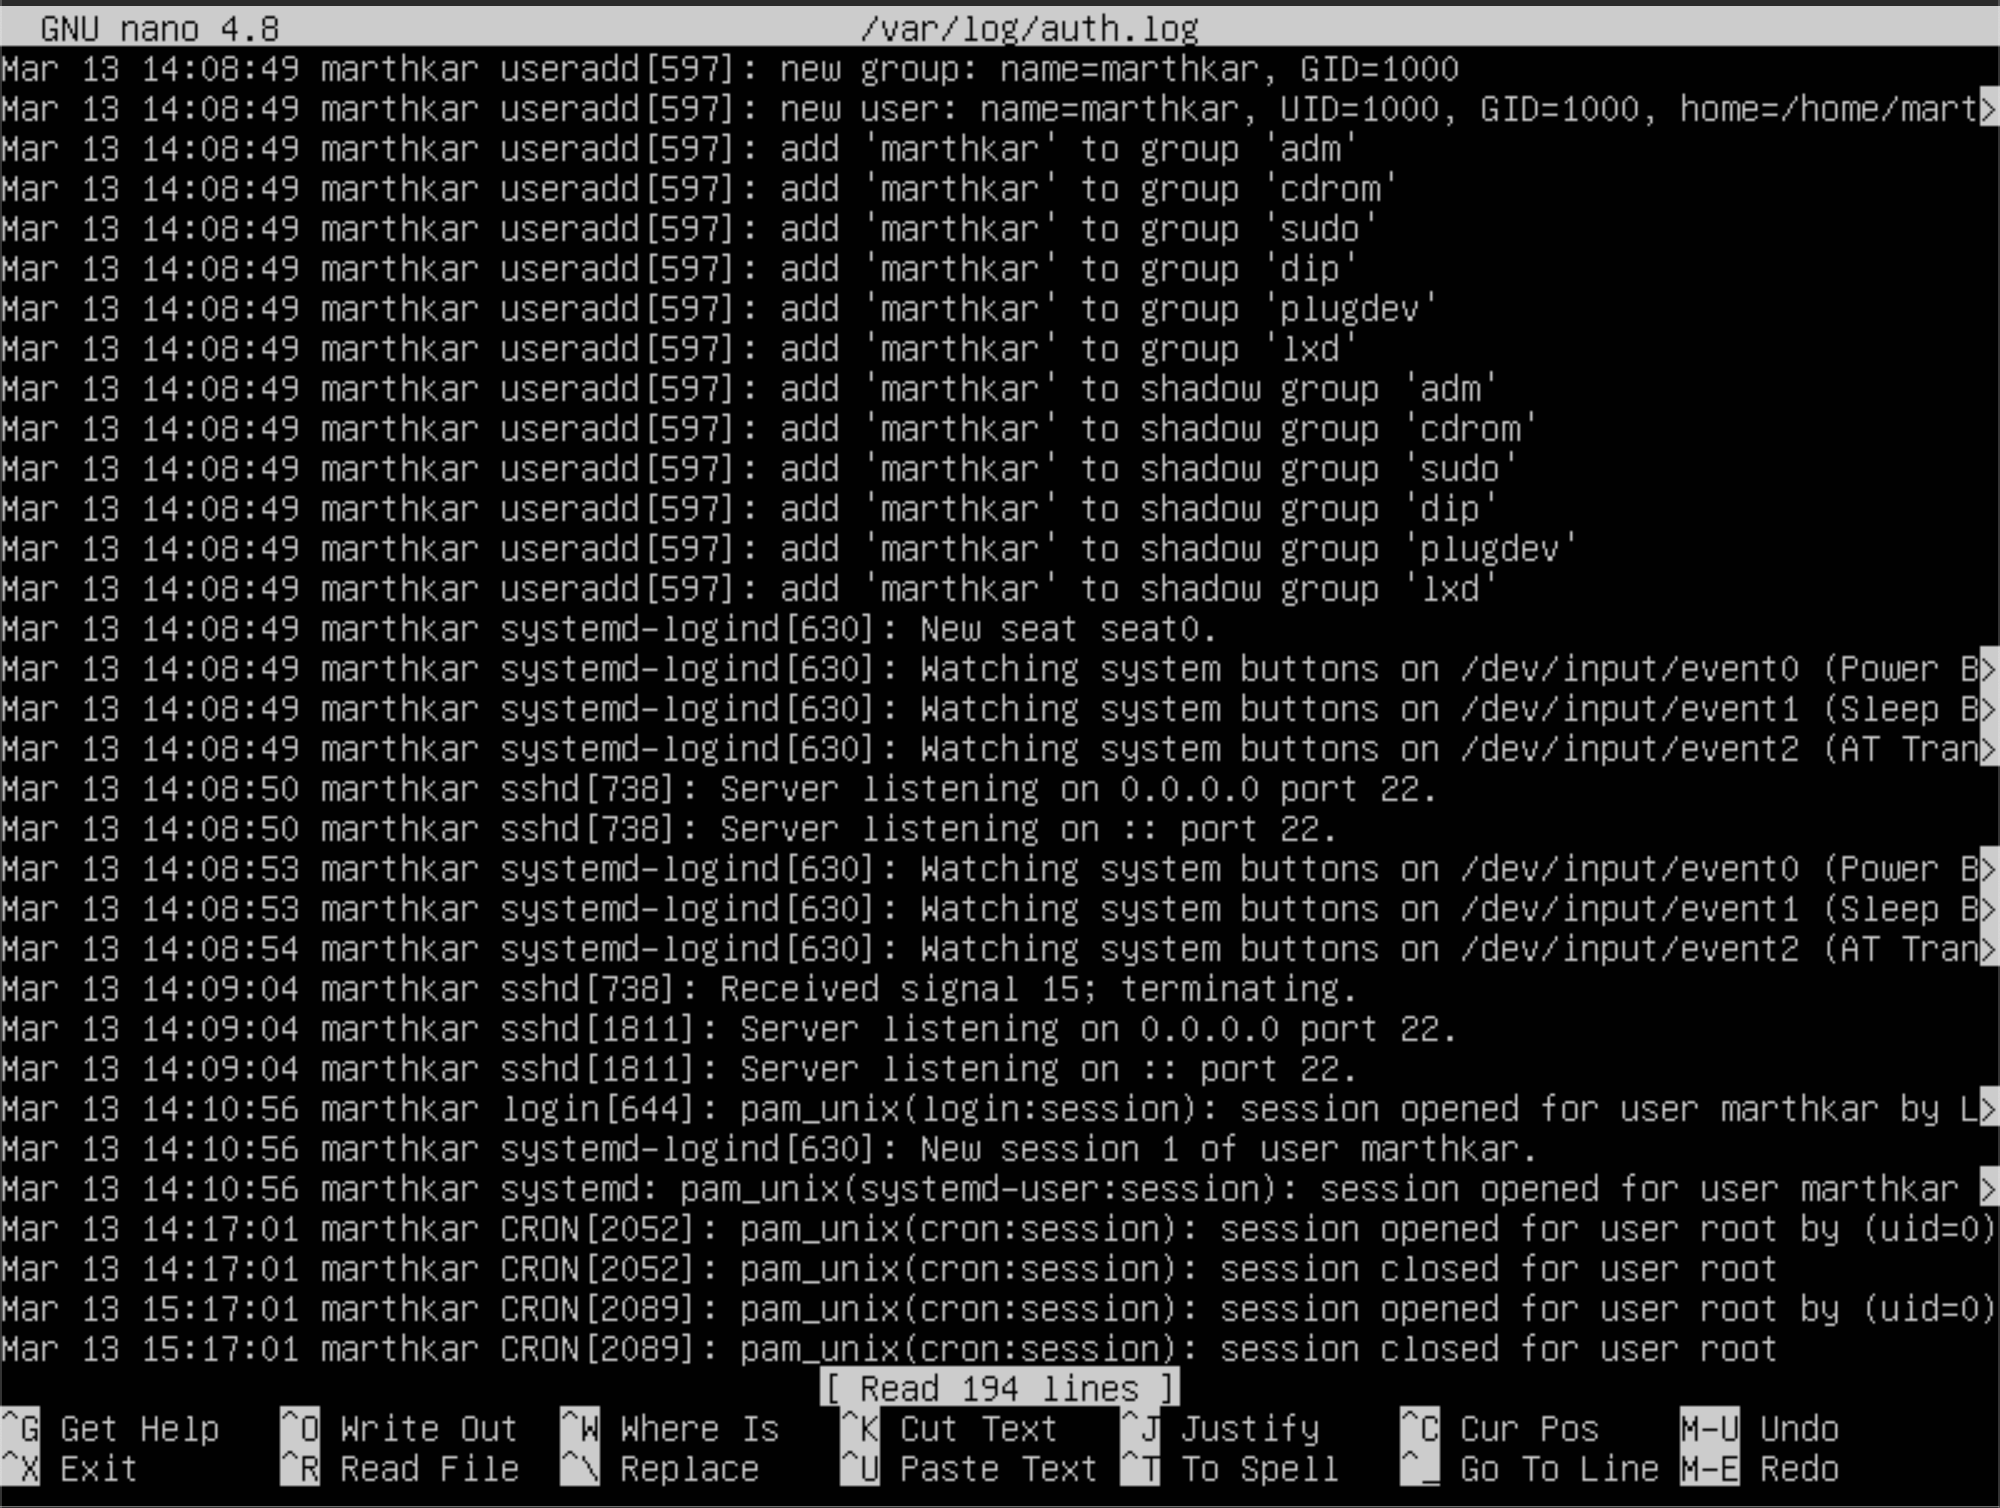 GNU nano 4.8 /var/log/auth.log
Mar 13 14:08:49 marthkar useradd[597]: new group: name=marthkar, GID=1000
Mar 13 14:08:49 marthkar useradd[597]: new user: name=marthkar, UID=1000, GID=1000, home=/home/mart>
Mar 13 14:08:49 marthkar useradd[597]: add 'marthkar' to group 'adm'
Mar 13 14:08:49 marthkar useradd[597]: add 'marthkar' to group 'cdrom'
Mar 13 14:08:49 marthkar useradd[597]: add 'marthkar' to group 'sudo'
Mar 13 14:08:49 marthkar useradd[597]: add 'marthkar' to group 'dip'
Mar 13 14:08:49 marthkar useradd[597]: add 'marthkar' to group 'plugdev'
Mar 13 14:08:49 marthkar useradd[597]: add 'marthkar' to group 'lxd'
Mar 13 14:08:49 marthkar useradd[597]: add 'marthkar' to shadow group 'adm'
Mar 13 14:08:49 marthkar useradd[597]: add 'marthkar' to shadow group 'cdrom'
Mar 13 14:08:49 marthkar useradd[597]: add 'marthkar' to shadow group 'sudo'
Mar 13 14:08:49 marthkar useradd[597]: add 'marthkar' to shadow group 'dip'
Mar 13 14:08:49 marthkar useradd[597]: add 'marthkar' to shadow group 'plugdev'
Mar 13 14:08:49 marthkar useradd[597]: add 'marthkar' to shadow group 'lxd'
Mar 13 14:08:49 marthkar systemd-logind[630]: New seat seat0.
Mar 13 14:08:49 marthkar systemd-logind[630]: Watching system buttons on /dev/input/event0 (Power B>
Mar 13 14:08:49 marthkar systemd-logind[630]: Watching system buttons on /dev/input/event1 (Sleep B>
Mar 13 14:08:49 marthkar systemd-logind[630]: Watching system buttons on /dev/input/event2 (AT Tran>
Mar 13 14:08:50 marthkar sshd[738]: Server listening on 0.0.0.0 port 22.
Mar 13 14:08:50 marthkar sshd[738]: Server listening on :: port 22.
Mar 13 14:08:53 marthkar systemd-logind[630]: Watching system buttons on /dev/input/event0 (Power B>
Mar 13 14:08:53 marthkar systemd-logind[630]: Watching system buttons on /dev/input/event1 (Sleep B>
Mar 13 14:08:54 marthkar systemd-logind[630]: Watching system buttons on /dev/input/event2 (AT Tran>
Mar 13 14:09:04 marthkar sshd[738]: Received signal 15; terminating.
Mar 13 14:09:04 marthkar sshd[1811]: Server listening on 0.0.0.0 port 22.
Mar 13 14:09:04 marthkar sshd[1811]: Server listening on :: port 22.
Mar 13 14:10:56 marthkar login[644]: pam_unix(login:session): session opened for user marthkar by L>
Mar 13 14:10:56 marthkar systemd-logind[630]: New session 1 of user marthkar.
Mar 13 14:10:56 marthkar systemd: pam_unix(systemd-user:session): session opened for user marthkar >
Mar 13 14:17:01 marthkar CRON[2052]: pam_unix(cron:session): session opened for user root by (uid=0)
Mar 13 14:17:01 marthkar CRON[2052]: pam_unix(cron:session): session closed for user root
Mar 13 15:17:01 marthkar CRON[2089]: pam_unix(cron:session): session opened for user root by (uid=0)
Mar 13 15:17:01 marthkar CRON[2089]: pam_unix(cron:session): session closed for user root
[ Read 194 lines ]
^G Get Help ^O Write Out ^W Where Is ^K Cut Text ^J Justify ^C Cur Pos M-U Undo
^X Exit ^R Read File ^\ Replace ^U Paste Text ^T To Spell ^_ Go To Line M-E Redo